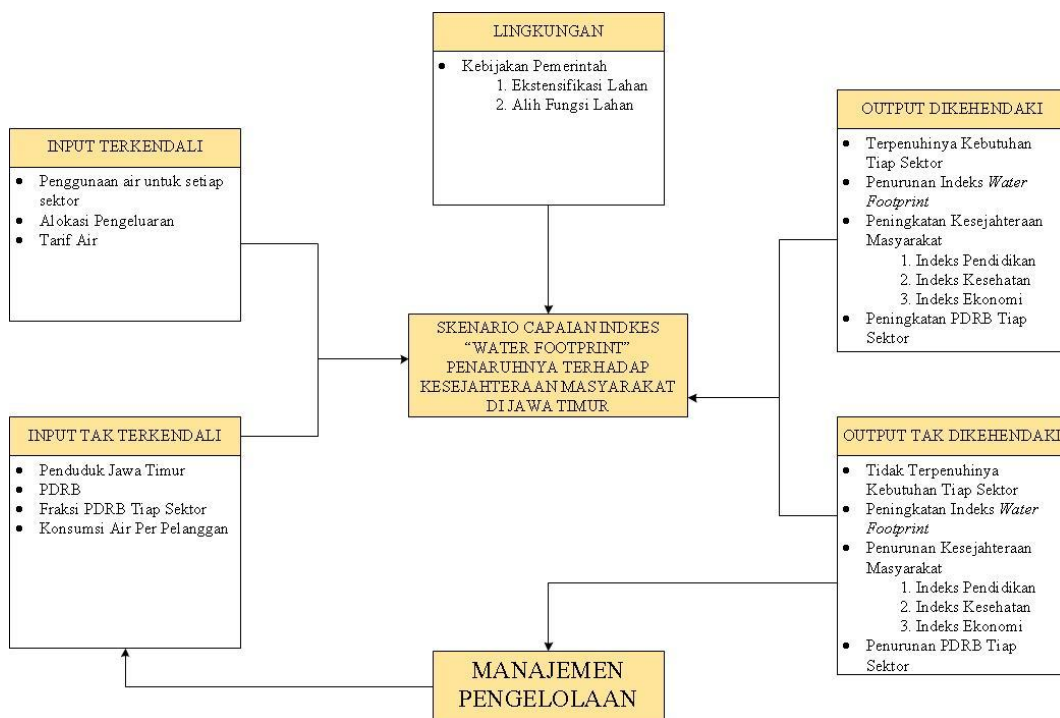 LINGKUNGAN
● Kebijakan Pemerintah
1. Ekstensifikasi Lahan
2. Alih Fungsi Lahan
INPUT TERKENDALI
● Penggunaan air untuk setiap
sektor
● Alokasi Pengeluaran
● Tarif Air
OUTPUT DIKEHENDAKI
● Terpenuhinya Kebutuhan
Tiap Sektor
● Penurunan Indeks Water
Footprint
● Peningkatan Kesejahteraan
Masyarakat
1. Indeks Pendidikan
2. Indeks Kesehatan
3. Indeks Ekonomi
● Peningkatan PDRB Tiap
Sektor
SKENARIO CAPAIAN INDKES
“WATER FOOTPRINT”
PENARUHNYA TERHADAP
KESEJAHTERAAN MASYARAKAT
DI JAWA TIMUR
INPUT TAK TERKENDALI
● Penduduk Jawa Timur
● PDRB
● Fraksi PDRB Tiap Sektor
● Konsumsi Air Per Pelanggan
OUTPUT TAK DIKEHENDAKI
● Tidak Terpenuhinya
Kebutuhan Tiap Sektor
● Peningkatan Indeks Water
Footprint
● Penurunan Kesejahteraan
Masyarakat
1. Indeks Pendidikan
2. Indeks Kesehatan
3. Indeks Ekonomi
● Penurunan PDRB Tiap
Sektor
MANAJEMEN
PENGELOLAAN